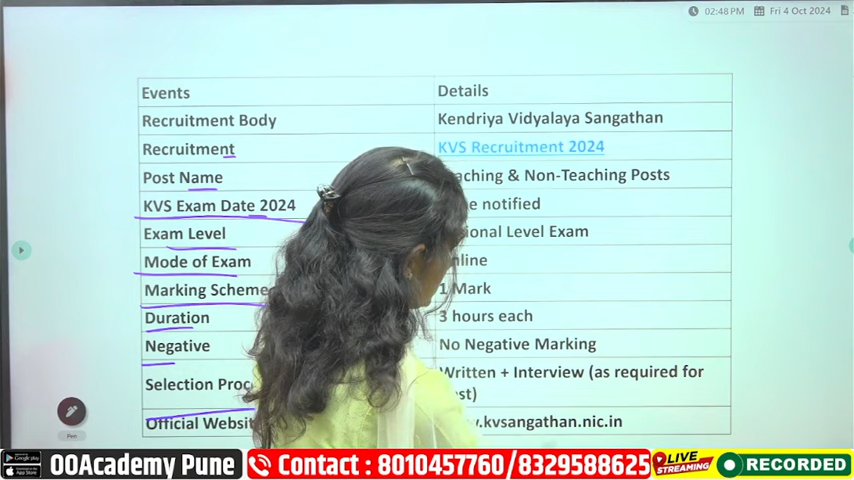 02:48 PM Fri 4 Oct 2024
Events Details
Recruitment Body Kendriya Vidyalaya Sangathan
Recruitment KVS Recruitment 2024
Post Name & Non-Teaching Posts
KVS Exam Date 2024 notified
Exam Level Level Exam
Mode of Exam
Marking Scheme 1 Mark
Duration 3 hours each
Negative No Negative Marking
Selection Written + Interview (as required for
Official .kvsangathan.nic.in
Pen
OOAcademy Pune Contact : 8010457760/8329588625 LIVE STREAMING RECORDED